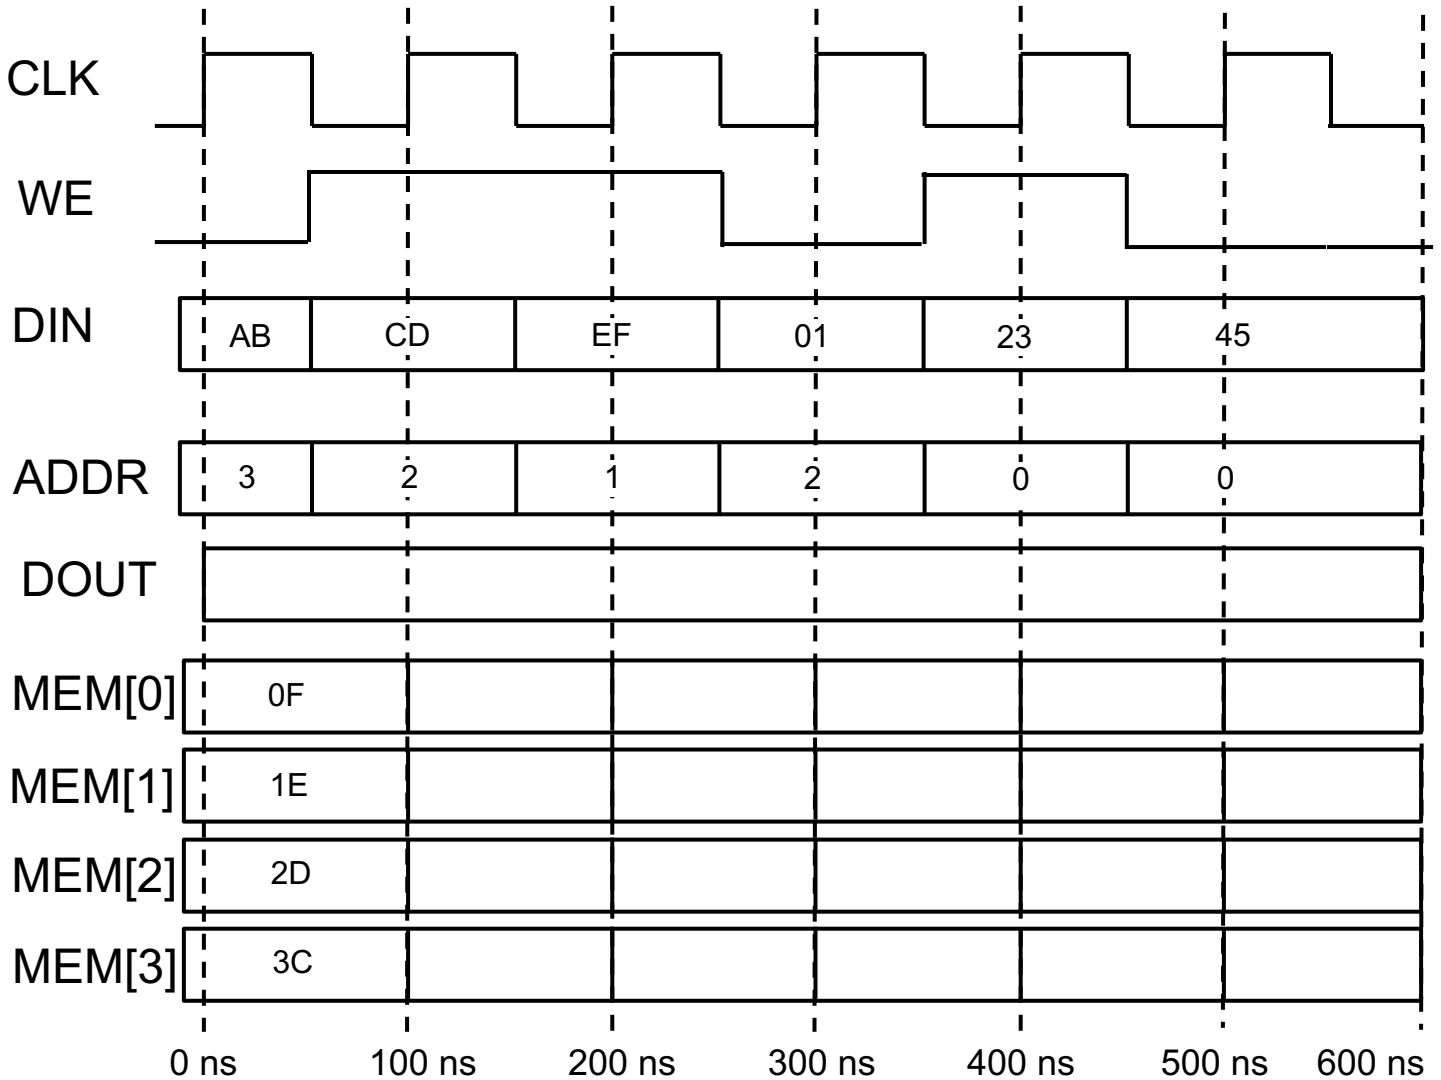 CLK
WE
DIN AB CD EF 01 23 45
ADDR 3 2 1 2 0 0
DOUT
MEM[0] 0F
MEM[1] 1E
MEM[2] 2D
MEM[3] 3C
0 ns 100 ns 200 ns 300 ns 400 ns 500 ns 600 ns